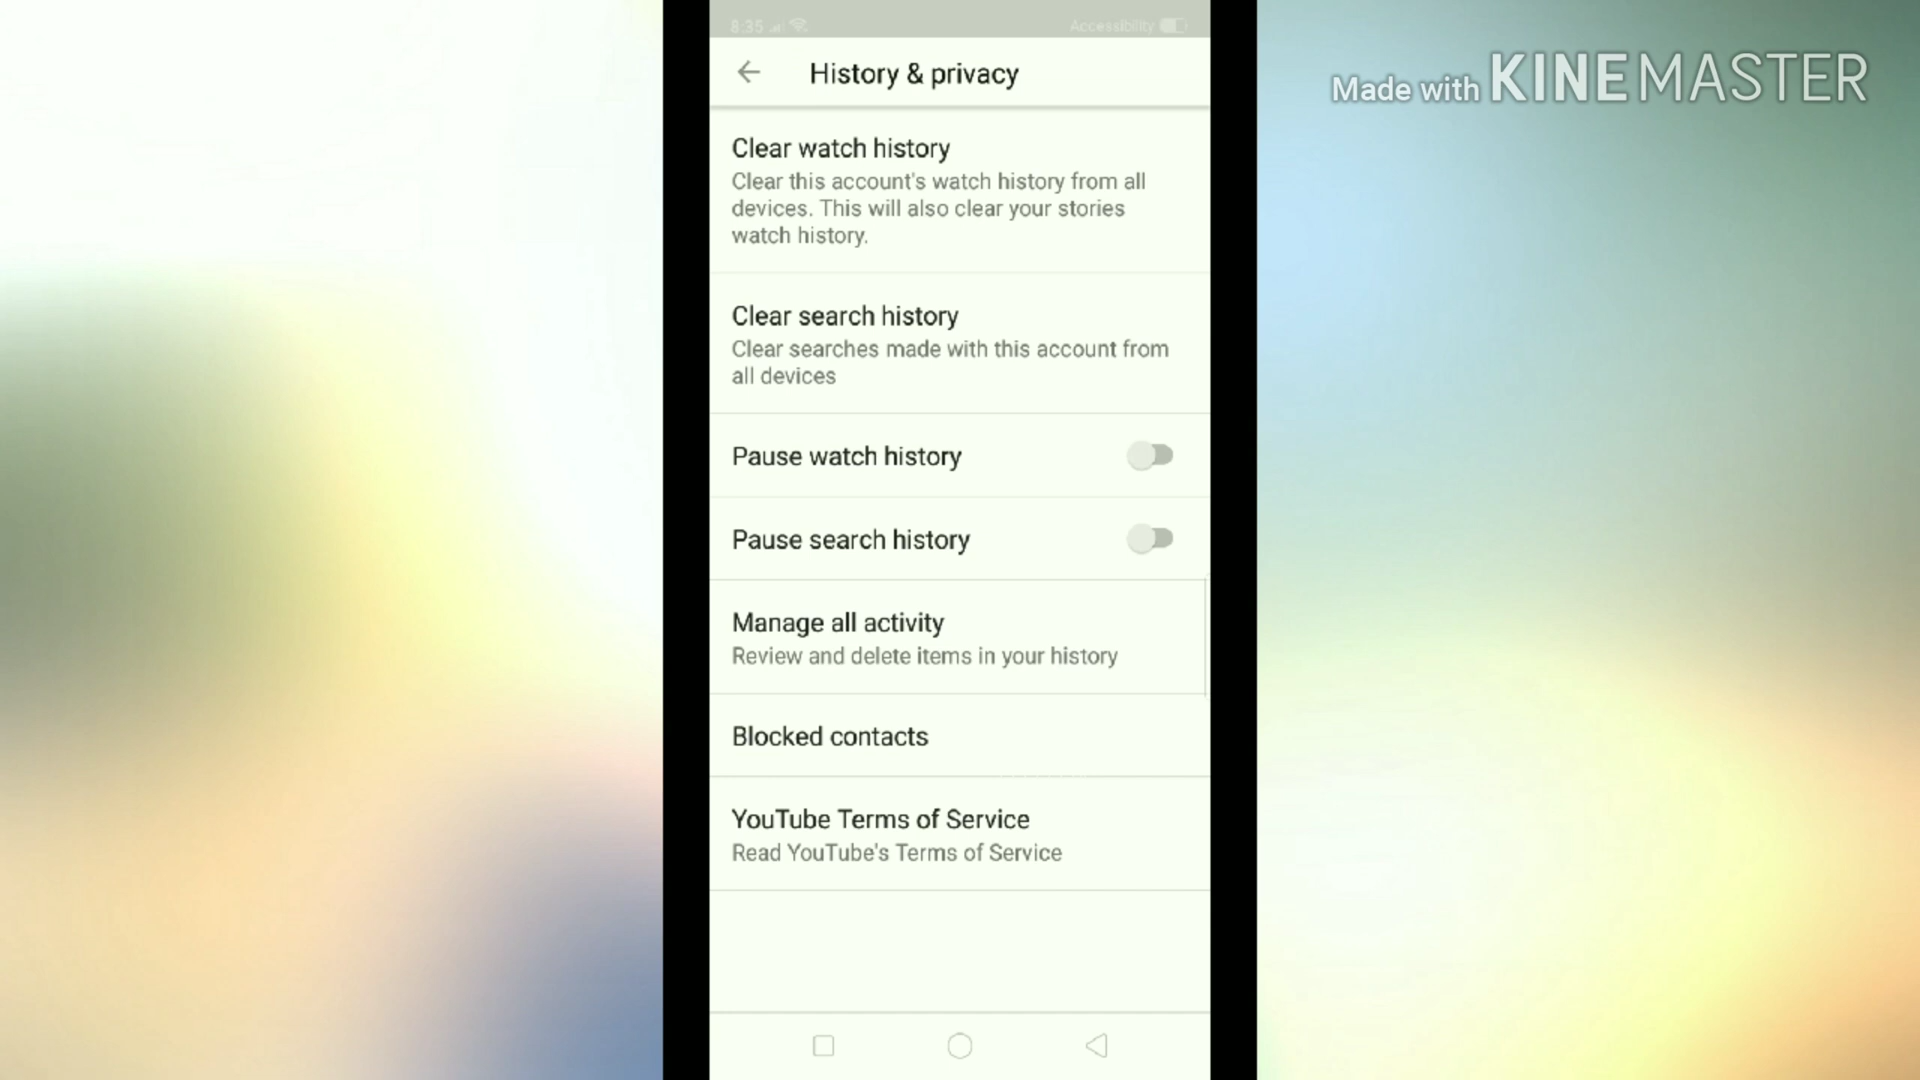 8:35
Accessibility
Made with KINEMASTER
History & privacy
Clear watch history
Clear this account's watch history from all
devices. This will also clear your stories
watch history.
Clear search history
Clear searches made with this account from
all devices
Pause watch history
Pause search history
Manage all activity
Review and delete items in your history
Blocked contacts
YouTube Terms of Service
Read YouTube's Terms of Service